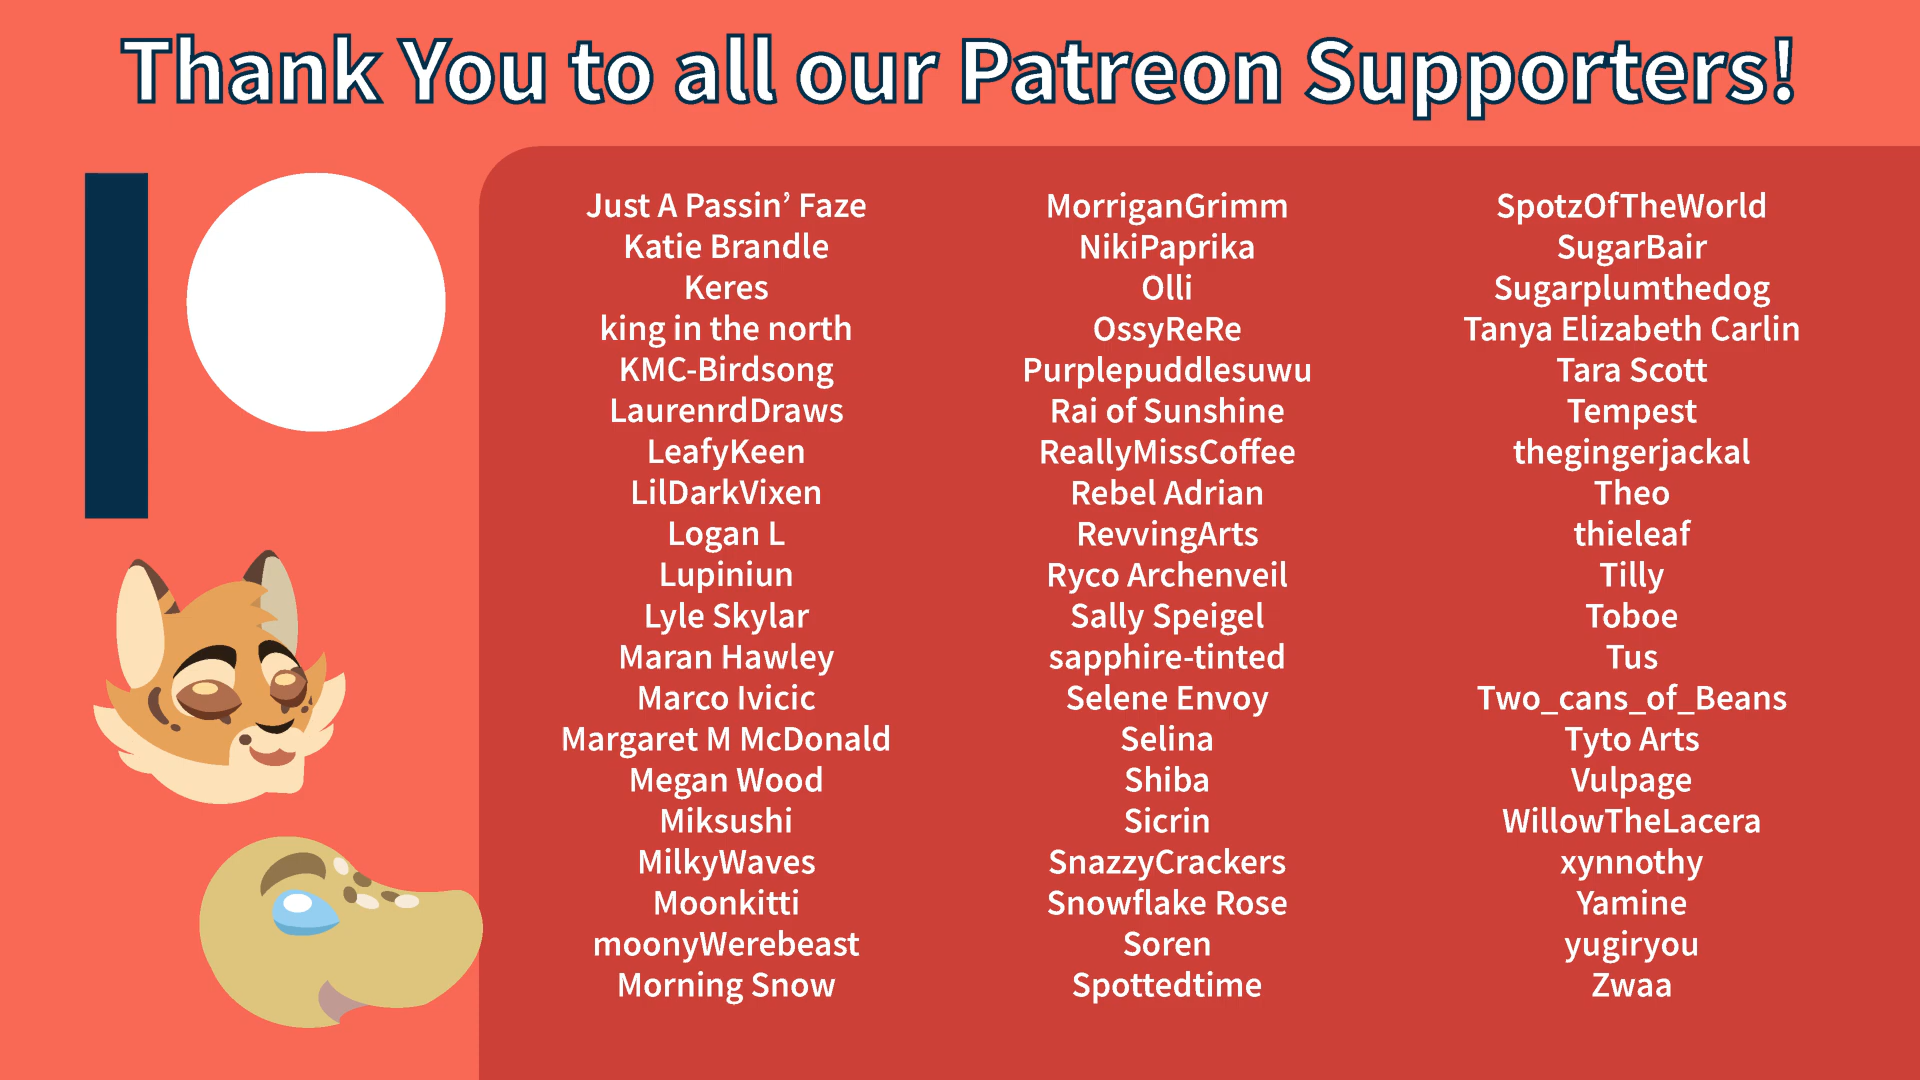 Thank You to all our Patreon Supporters!
Just A Passin’ Faze
Katie Brandle
Keres
king in the north
KMC-Birdsong
LaurenrdDraws
LeafyKeen
LilDarkVixen
Logan L
Lupiniun
Lyle Skylar
Maran Hawley
Marco Ivicic
Margaret M McDonald
Megan Wood
Miksushi
MilkyWaves
Moonkitti
moonyWerebeast
Morning Snow
MorriganGrimm
NikiPaprika
Olli
OssyReRe
Purplepuddlesuwu
Rai of Sunshine
ReallyMissCoffee
Rebel Adrian
RevvingArts
Ryco Archenveil
Sally Speigel
sapphire-tinted
Selene Envoy
Selina
Shiba
Sicrin
SnazzyCrackers
Snowflake Rose
Soren
Spottedtime
SpotzOfTheWorld
SugarBair
Sugarplumthedog
Tanya Elizabeth Carlin
Tara Scott
Tempest
thegingerjackal
Theo
thieleaf
Tilly
Toboe
Tus
Two_cans_of_Beans
Tyto Arts
Vulpage
WillowTheLacera
xynnothy
Yamine
yugiryou
Zwaa